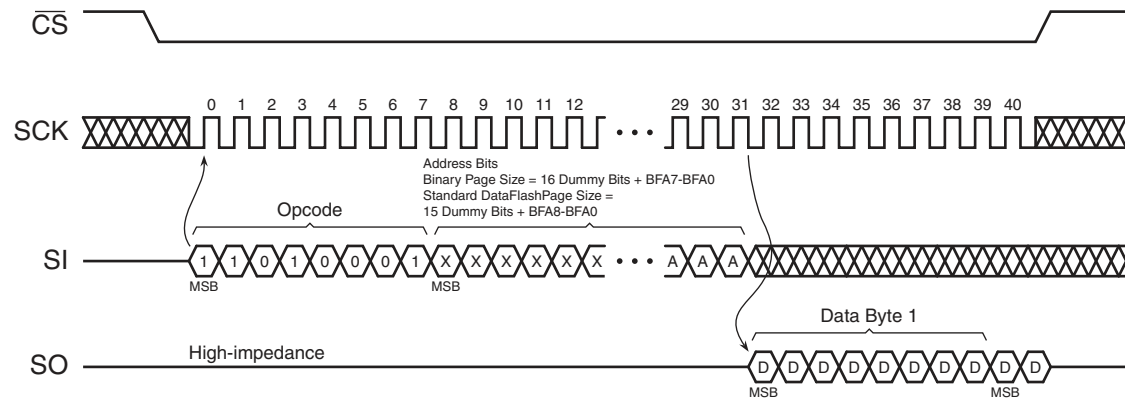 CS
0 1 2 3 4 5 6 7 8 9 10 11 12 29 30 31 32 33 34 35 36 37 38 39 40
SCK
Address Bits
Binary Page Size = 16 Dummy Bits + BFA7-BFA0
Standard DataFlashPage Size =
15 Dummy Bits + BFA8-BFA0
Opcode
SI 1 1 0 1 0 0 0 1 X X X X X X A A A
MSB MSB
Data Byte 1
High-impedance
SO D D D D D D D D D D
MSB MSB